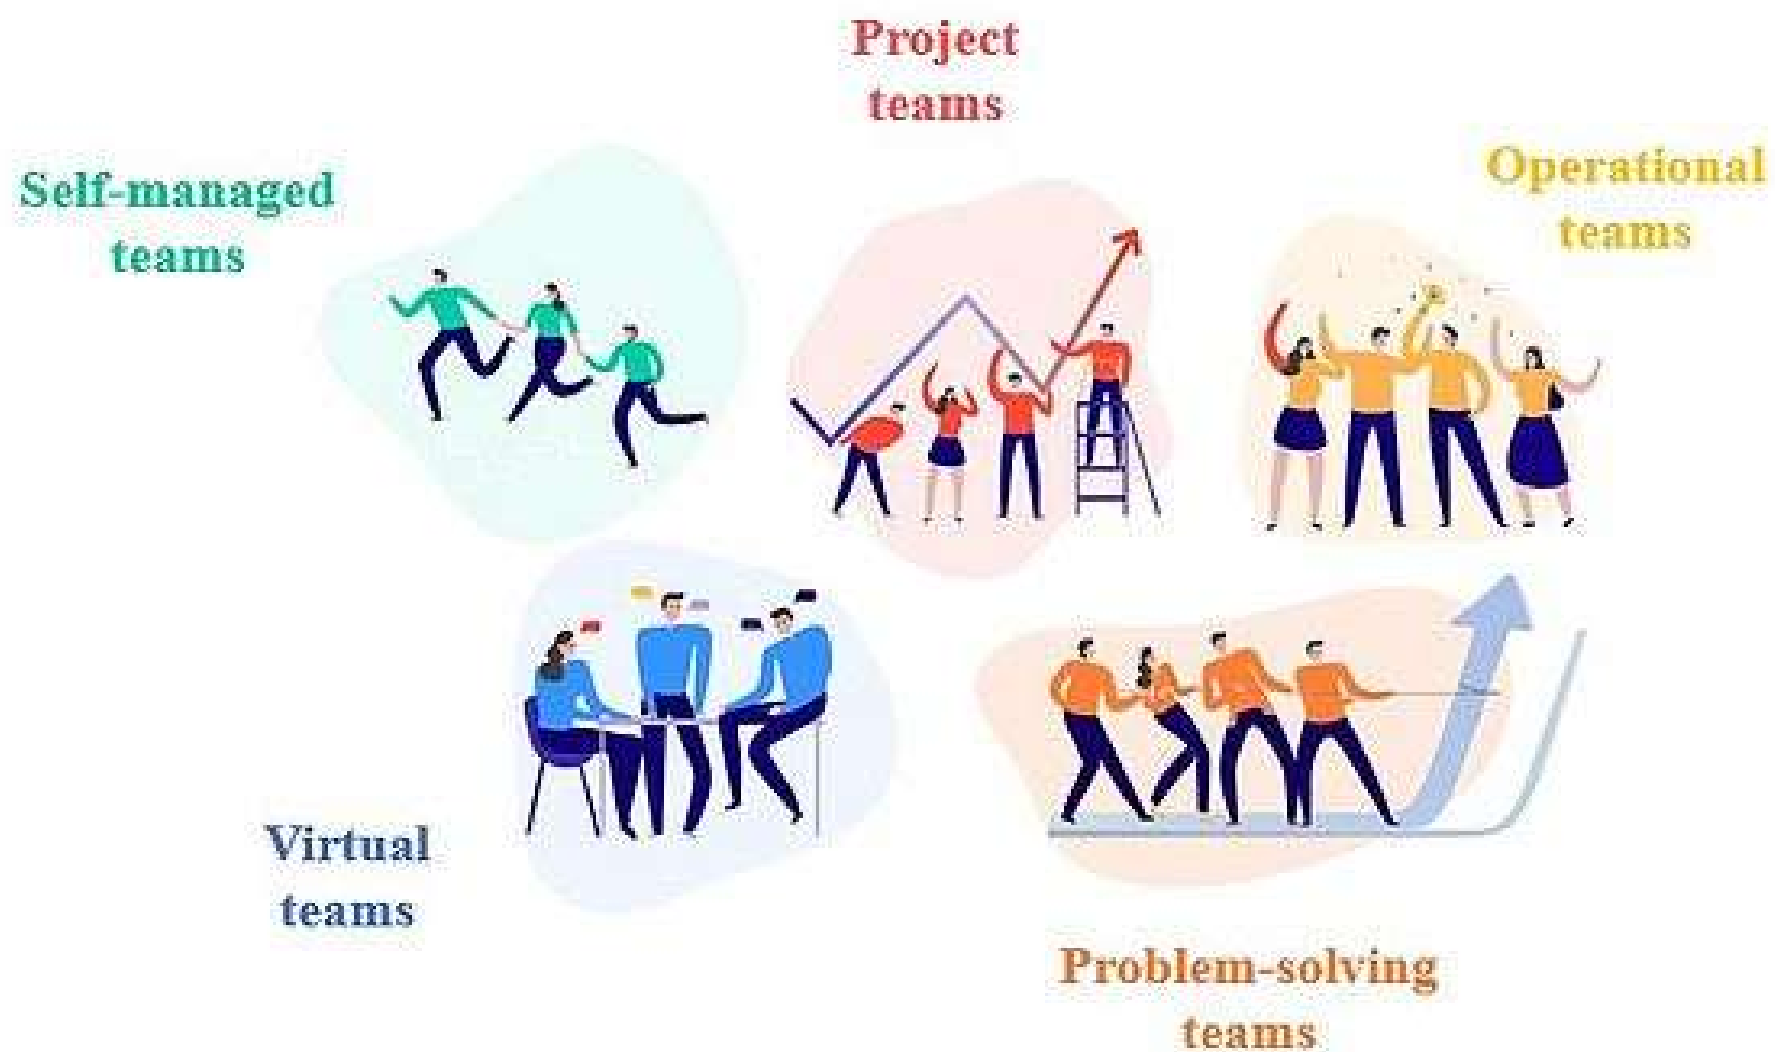 Project
teams
Self-managed
teams
Operational
teams
Virtual
teams
Problem-solving
teams